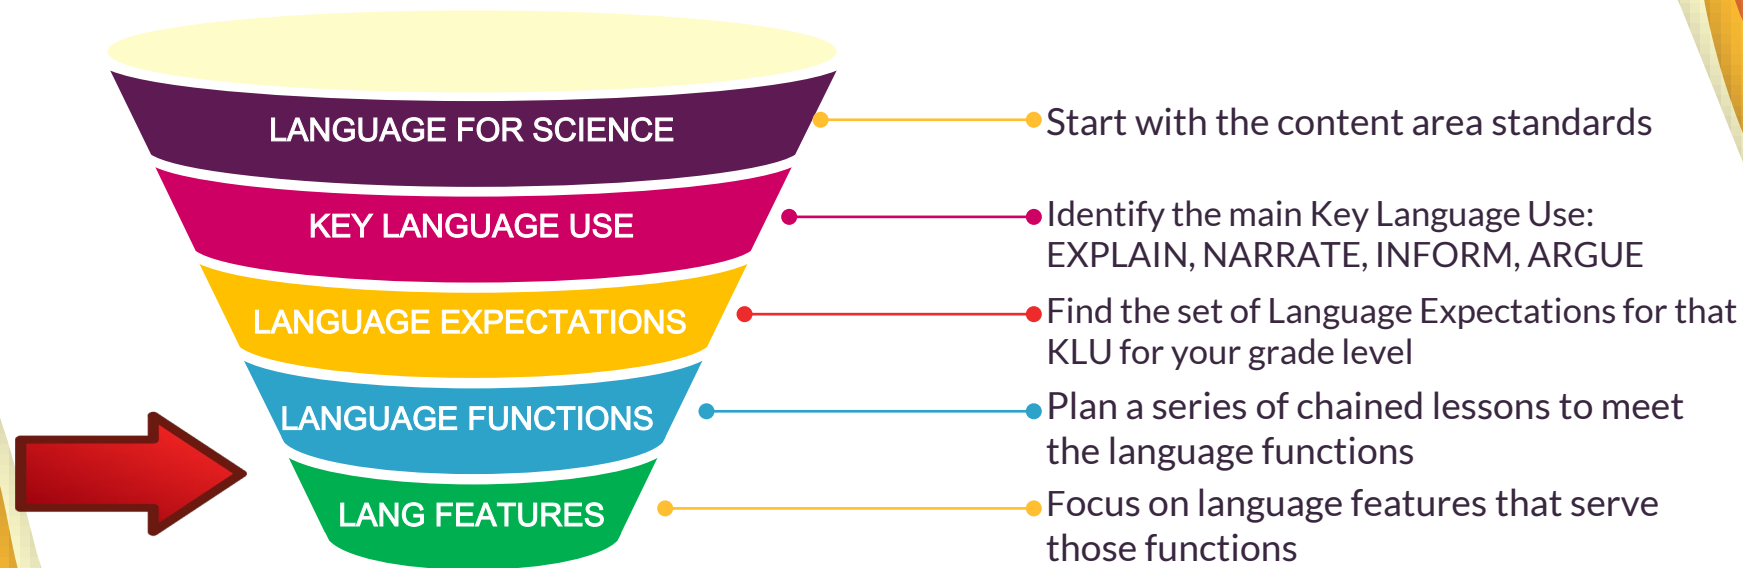 LANGUAGE FOR SCIENCE
Start with the content area standards
KEY LANGUAGE USE
Identify the main Key Language Use:
EXPLAIN, NARRATE, INFORM, ARGUE
LANGUAGE EXPECTATIONS
Find the set of Language Expectations for that
KLU for your grade level
LANGUAGE FUNCTIONS
Plan a series of chained lessons to meet
the language functions
LANG FEATURES
Focus on language features that serve
those functions